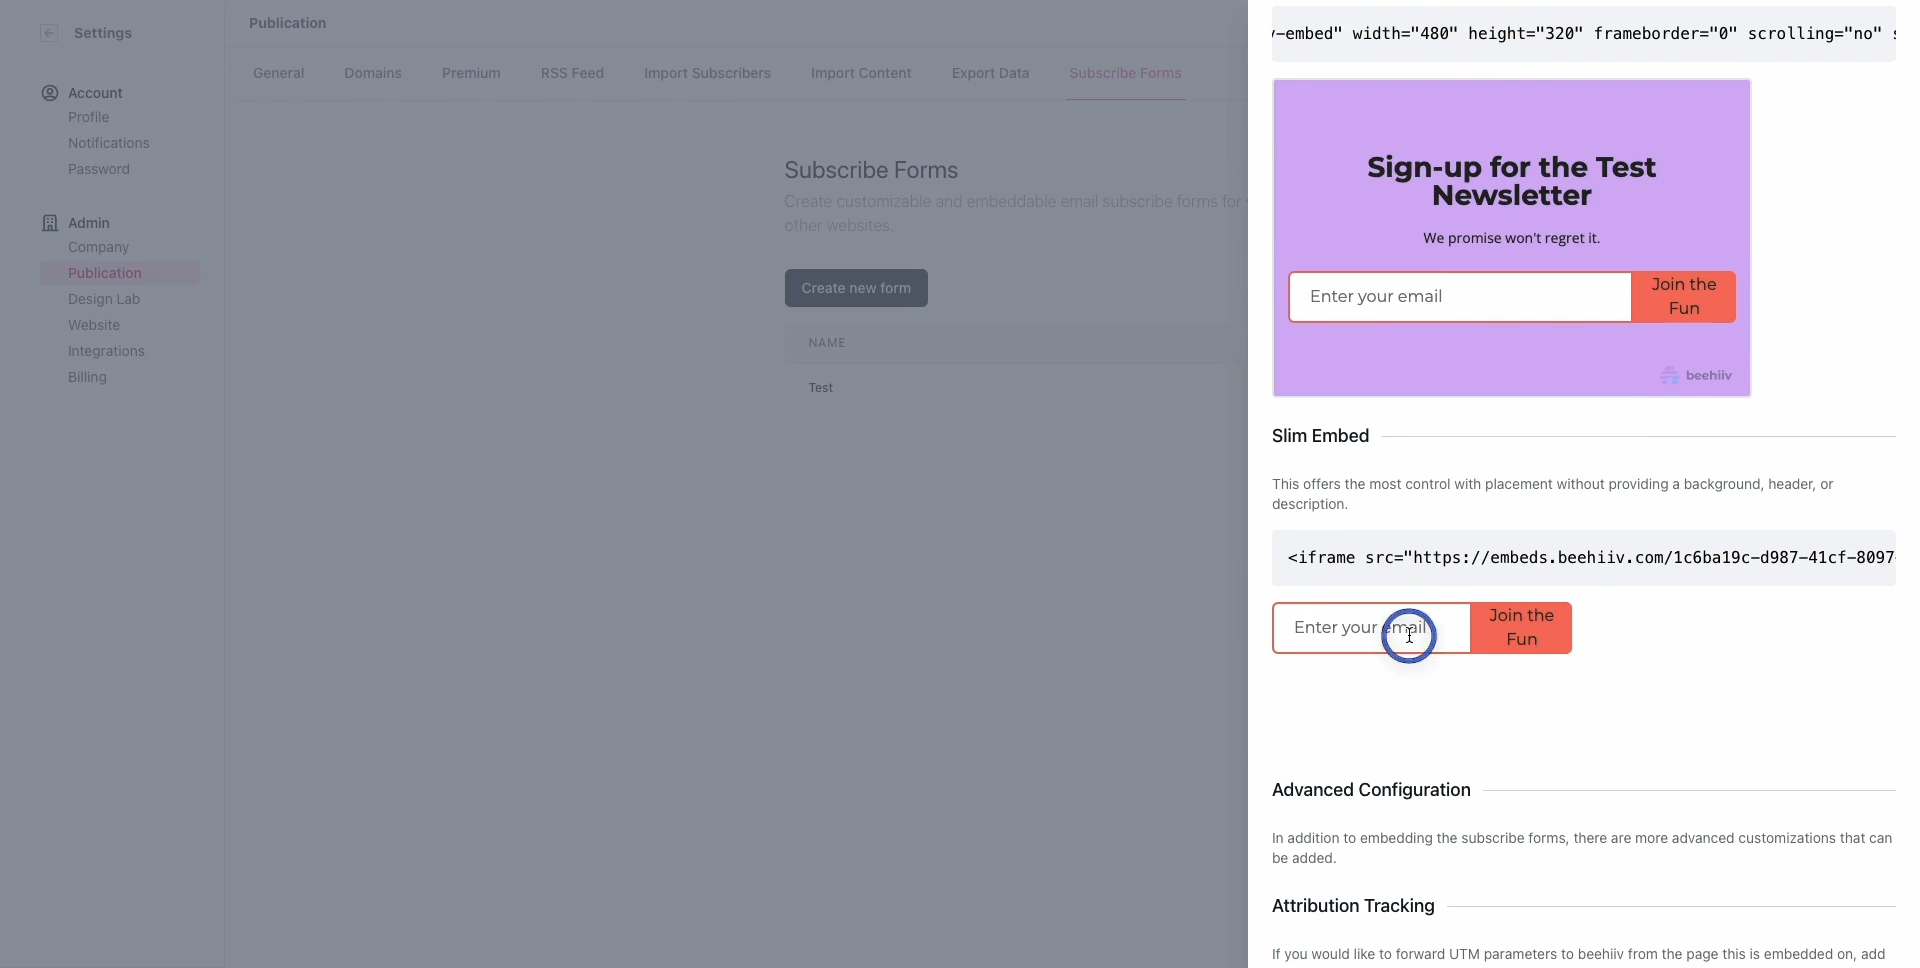 Settings
Account
Profile
Notifications
Password
Admin
Company
Publication
Design Lab
Website
Integrations
Billing
Publication
General Domains Premium RSS Feed Import Subscribers Import Content Export Data Subscribe Forms
Subscribe Forms
Create customizable and embeddable email subscribe forms for
other websites.
Create new form
NAME
Test
-embed" width="480" height="320" frameborder="0" scrolling="no"
Sign-up for the Test
Newsletter
We promise won't regret it.
Enter your email
Join the
Fun
beehiiv
Slim Embed
This offers the most control with placement without providing a background, header, or
description.
<iframe src="https://embeds.beehiiv.com/1c6ba19c-d987-41cf-8097
Enter your email
Join the
Fun
Advanced Configuration
In addition to embedding the subscribe forms, there are more advanced customizations that can
be added.
Attribution Tracking
If you would like to forward UTM parameters to beehiiv from the page this is embedded on, add